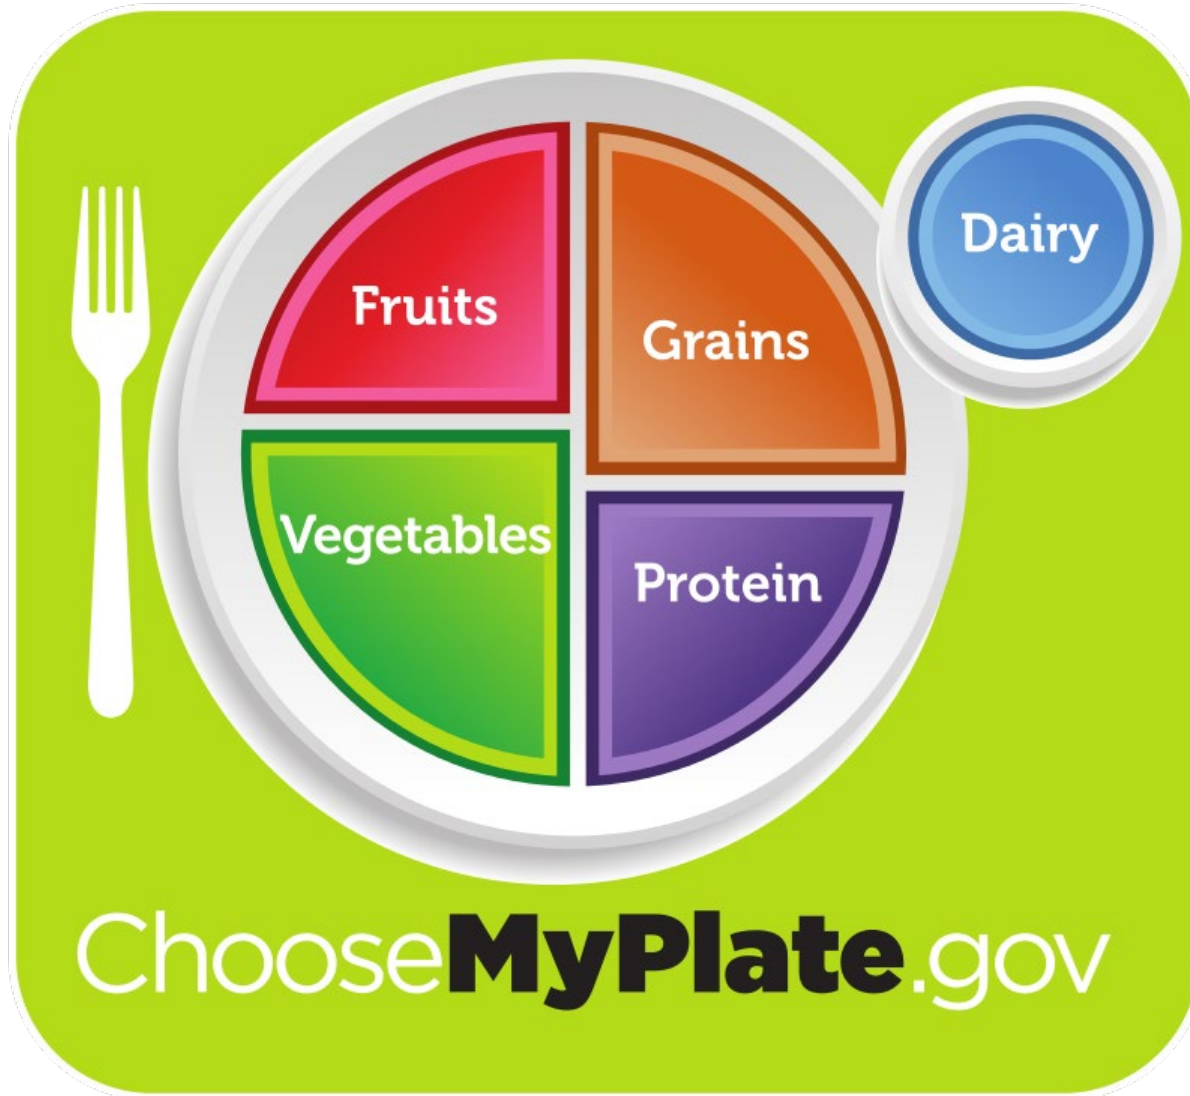 Dairy
Fruits
Grains
Vegetables
Protein
ChooseMyPlate.gov